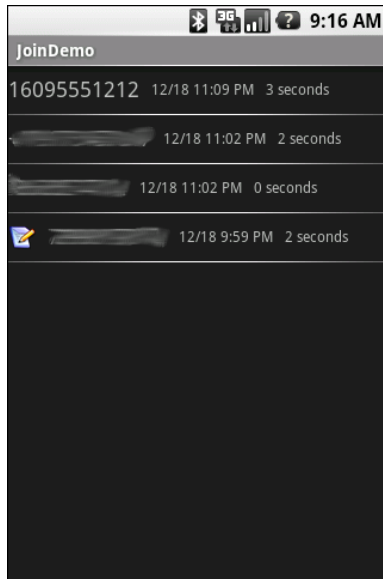 3G 9:16 AM
JoinDemo
16095551212 12/18 11:09 PM 3 seconds
12/18 11:02 PM 2 seconds
12/18 11:02 PM 0 seconds
12/18 9:59 PM 2 seconds